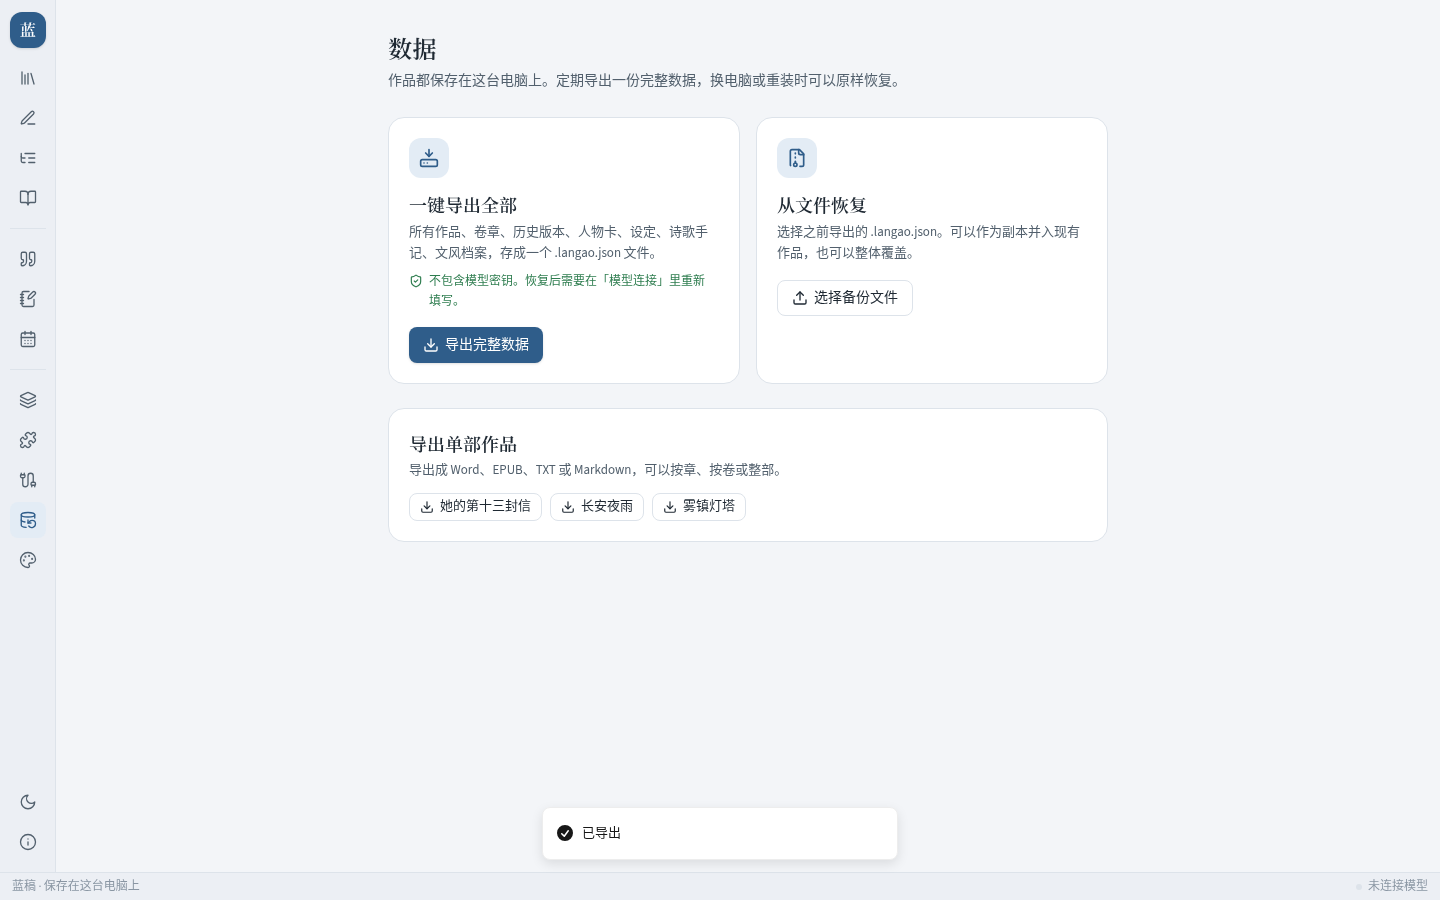 蓝
数据
作品都保存在这台电脑上。定期导出一份完整数据，换电脑或重装时可以原样恢复。
一键导出全部
所有作品、卷章、历史版本、人物卡、设定、诗歌手
记、文风档案，存成一个 .langao.json 文件。
不包含模型密钥。恢复后需要在「模型连接」里重新
填写。
导出完整数据
从文件恢复
选择之前导出的 .langao.json。可以作为副本并入现有
作品，也可以整体覆盖。
选择备份文件
导出单部作品
导出成 Word、EPUB、TXT 或 Markdown，可以按章、按卷或整部。
她的第十三封信
长安夜雨
雾镇灯塔
已导出
蓝稿 · 保存在这台电脑上
未连接模型